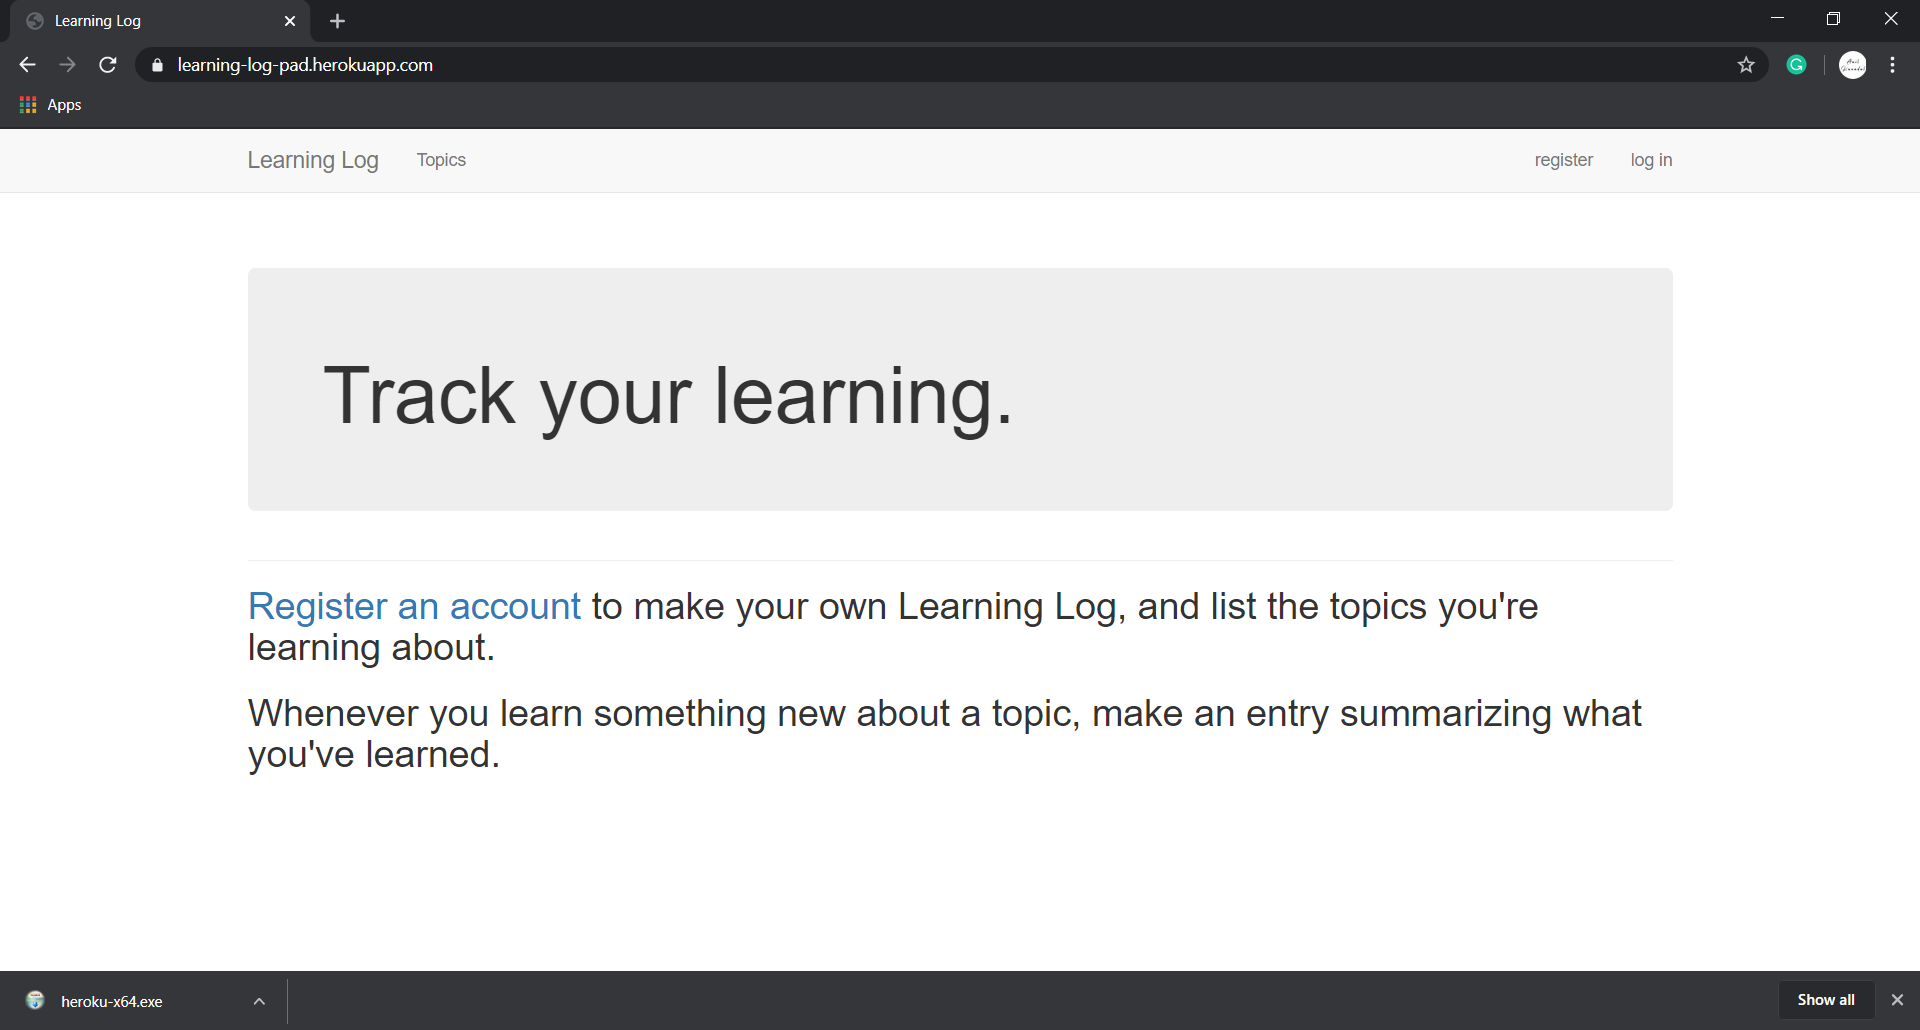 Learning Log
learning-log-pad.herokuapp.com
Apps
Learning Log Topics register log in
Track your learning.
Register an account to make your own Learning Log, and list the topics you're
learning about.
Whenever you learn something new about a topic, make an entry summarizing what
you've learned.
heroku-x64.exe Show all